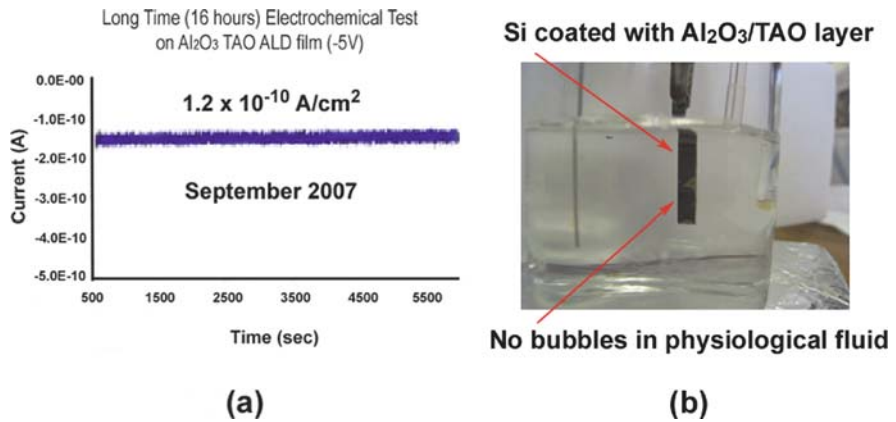 Long Time (16 hours) Electrochemical Test
on Al₂O₃ TAO ALD film (-5V)
0.E+00
-1.0E-10
-2.0E-10
-3.0E-10
-4.0E-10
-5.0E-10
Current (A)
1.2 x 10⁻¹⁰ A/cm²
September 2007
500 1500 2500 3500 4500 5500
Time (sec)
(a)
Si coated with Al₂O₃/TAO layer
No bubbles in physiological fluid
(b)